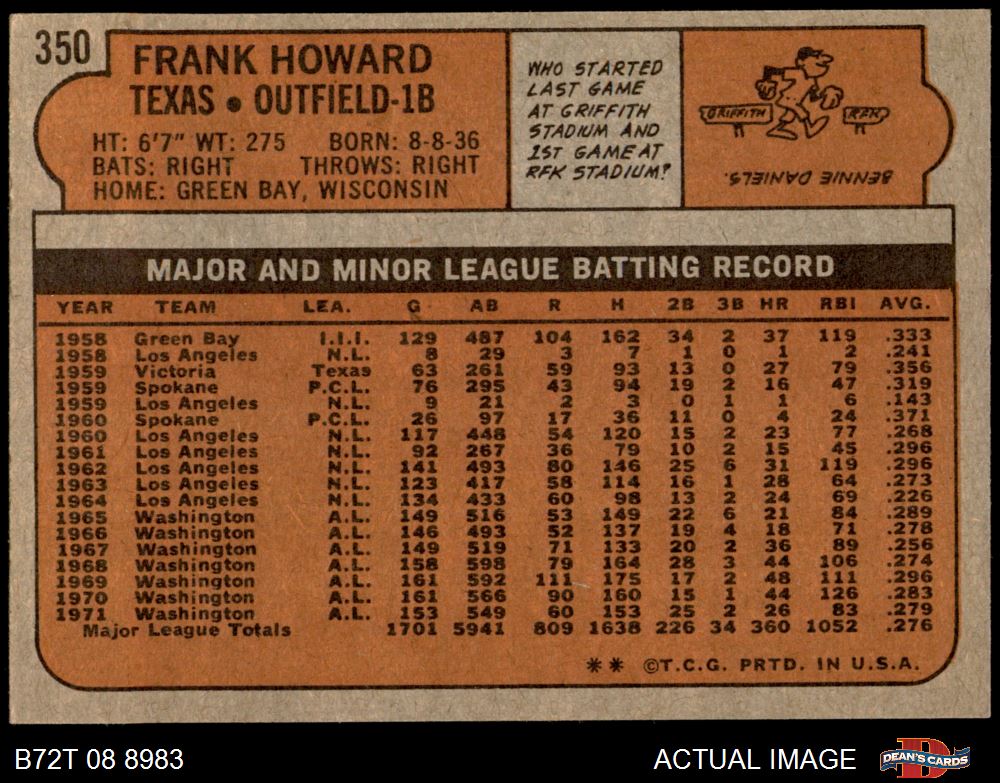 350
FRANK HOWARD
TEXAS • OUTFIELD-1B
HT: 6'7" WT: 275 BORN: 8-8-36
BATS: RIGHT THROWS: RIGHT
HOME: GREEN BAY, WISCONSIN
WHO STARTED
LAST GAME
AT GRIFFITH
STADIUM AND
1ST GAME AT
RFK STADIUM?
GRIFFITH RFK
BENNIE DANIELS.
MAJOR AND MINOR LEAGUE BATTING RECORD
YEAR TEAM LEA. G AB R H 2B 3B HR RBI AVG.
1958 Green Bay I.I.I. 129 487 104 162 34 2 37 119 .333
1958 Los Angeles N.L. 8 29 3 7 1 0 1 2 .241
1959 Victoria Texas 63 261 59 93 13 0 27 79 .356
1959 Spokane P.C.L. 76 295 43 94 19 2 16 47 .319
1959 Los Angeles N.L. 9 21 2 3 0 1 1 6 .143
1960 Spokane P.C.L. 26 97 17 36 11 0 4 24 .371
1960 Los Angeles N.L. 117 448 54 120 15 2 23 77 .268
1961 Los Angeles N.L. 92 267 36 79 10 2 15 45 .296
1962 Los Angeles N.L. 141 493 80 146 25 6 31 119 .296
1963 Los Angeles N.L. 123 417 58 114 16 1 28 64 .273
1964 Los Angeles N.L. 134 433 60 98 13 2 24 69 .226
1965 Washington A.L. 149 516 53 149 22 6 21 84 .289
1966 Washington A.L. 146 493 52 137 19 4 18 71 .278
1967 Washington A.L. 149 519 71 133 20 2 36 89 .256
1968 Washington A.L. 158 598 79 164 28 3 44 106 .274
1969 Washington A.L. 161 592 111 175 17 2 48 111 .296
1970 Washington A.L. 161 566 90 160 15 1 44 126 .283
1971 Washington A.L. 153 549 60 153 25 2 26 83 .279
Major League Totals 1701 5941 809 1638 226 34 360 1052 .276
** ©T.C.G. PRTD. IN U.S.A.
B72T 08 8983 ACTUAL IMAGE
D
DEAN'S CARDS